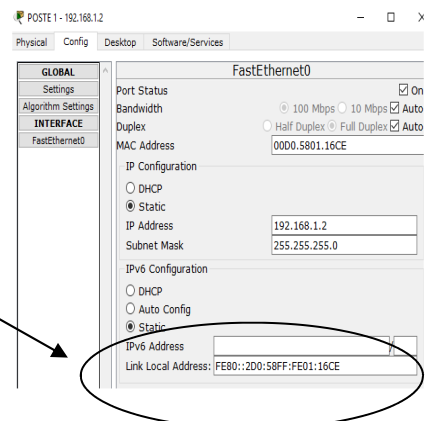 POSTE 1 - 192.168.1.2
Physical Config Desktop Software/Services
GLOBAL
Settings
Algorithm Settings
INTERFACE
FastEthernet0
FastEthernet0
Port Status On
Bandwidth 100 Mbps 10 Mbps Auto
Duplex Half Duplex Full Duplex Auto
MAC Address 00D0.5801.16CE
IP Configuration
DHCP
Static
IP Address 192.168.1.2
Subnet Mask 255.255.255.0
IPv6 Configuration
DHCP
Auto Config
Static
IPv6 Address /
Link Local Address: FE80::2D0:58FF:FE01:16CE